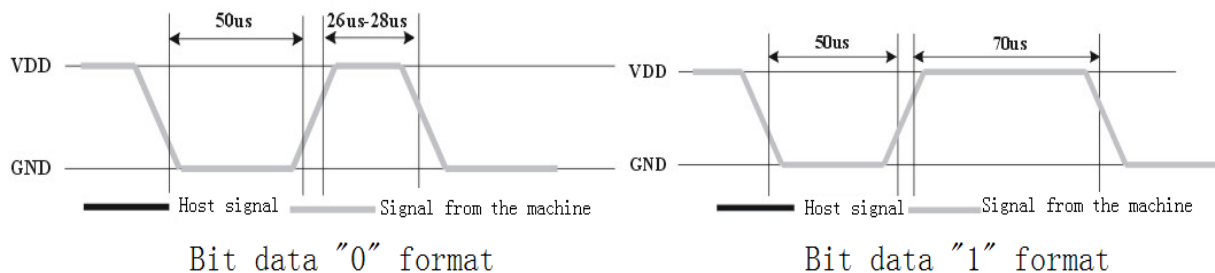 50us 26us-28us
VDD
GND
Host signal Signal from the machine
Bit data "0" format
50us 70us
VDD
GND
Host signal Signal from the machine
Bit data "1" format